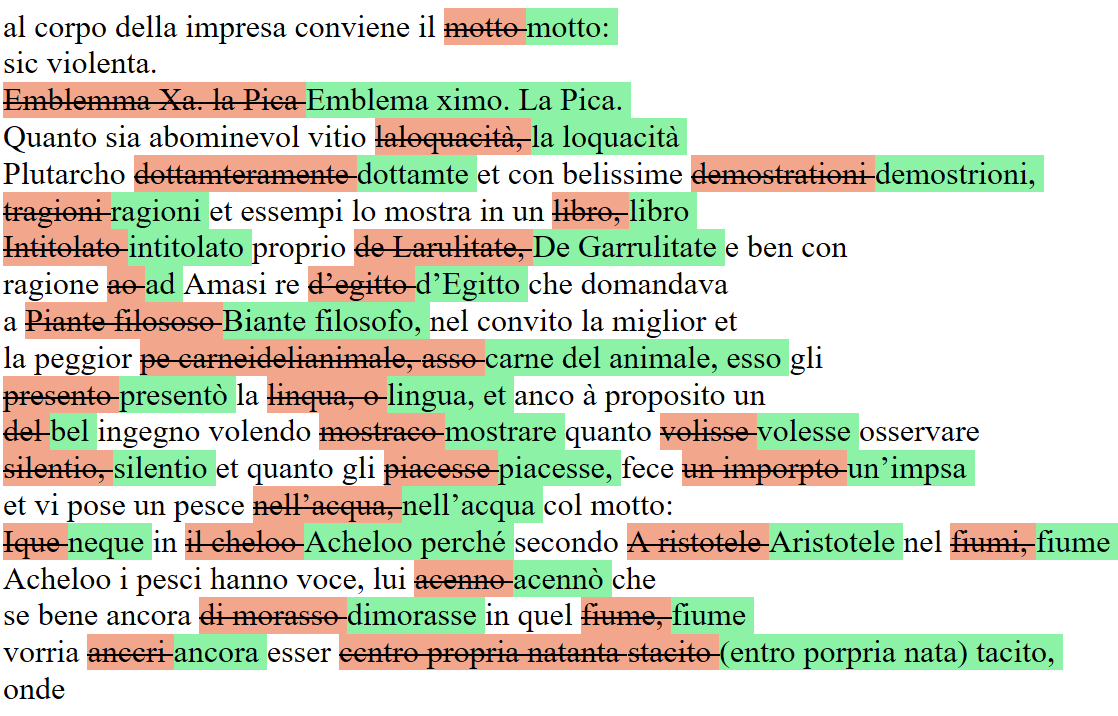 al corpo della impresa conviene il motto motto:
sic violenta.
Emblemma Xa. la Pica Emblema ximo. La Pica.
Quanto sia abominevol vitio laloquacità, la loquacità
Plutarcho dottamteramente dottamte et con belissime demostrationi demostrioni,
tragioni ragioni et essempi lo mostra in un libro, libro
Intitolato intitolato proprio de Larulitate, De Garrulitate e ben con
ragione ao ad Amasi re d’egitto d’Egitto che domandava
a Piante filososo Biante filosofo, nel convito la miglior et
la peggior pe carneidelianimale, asso carne del animale, esso gli
presento presentò la linqua, o lingua, et anco à proposito un
del bel ingegno volendo mostraco mostrare quanto volisse volesse osservare
silentio, silentio et quanto gli piacesse piacesse, fece un imporpto un’impsa
et vi pose un pesce nell’acqua, nell’acqua col motto:
Ique neque in il cheloo Acheloo perché secondo A ristotele Aristotele nel fiumi, fiume
Acheloo i pesci hanno voce, lui acenno acennò che
se bene ancora di morasso dimorasse in quel fiume, fiume
vorria anccri ancora esser centro propria natanta stacito (entro porpria nata) tacito,
onde